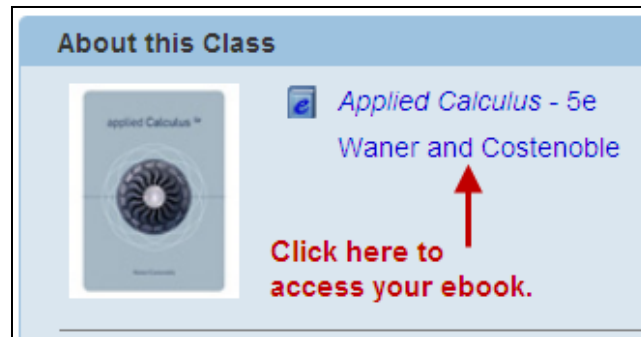 About this Class
applied Calculus
Applied Calculus - 5e
Waner and Costenoble
Click here to
access your ebook.